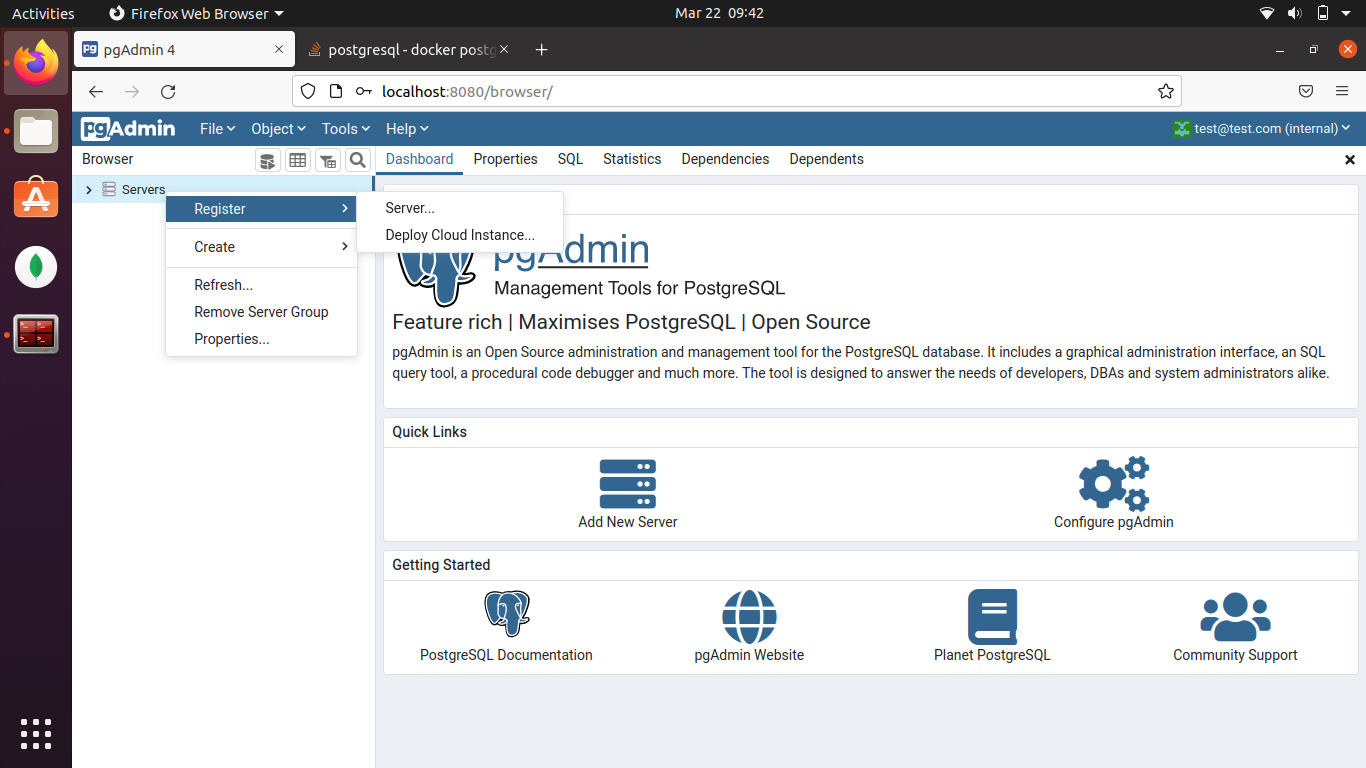 Activities Firefox Web Browser Mar 22 09:42
pgAdmin 4 postgresql - docker postg
localhost:8080/browser/
pgAdmin File Object Tools Help test@test.com (internal)
Browser Dashboard Properties SQL Statistics Dependencies Dependents
Servers
Register
Server...
Deploy Cloud Instance...
Create
Refresh...
Remove Server Group
Properties...
pgAdmin
Management Tools for PostgreSQL
Feature rich | Maximises PostgreSQL | Open Source
pgAdmin is an Open Source administration and management tool for the PostgreSQL database. It includes a graphical administration interface, an SQL
query tool, a procedural code debugger and much more. The tool is designed to answer the needs of developers, DBAs and system administrators alike.
Quick Links
Add New Server Configure pgAdmin
Getting Started
PostgreSQL Documentation pgAdmin Website Planet PostgreSQL Community Support